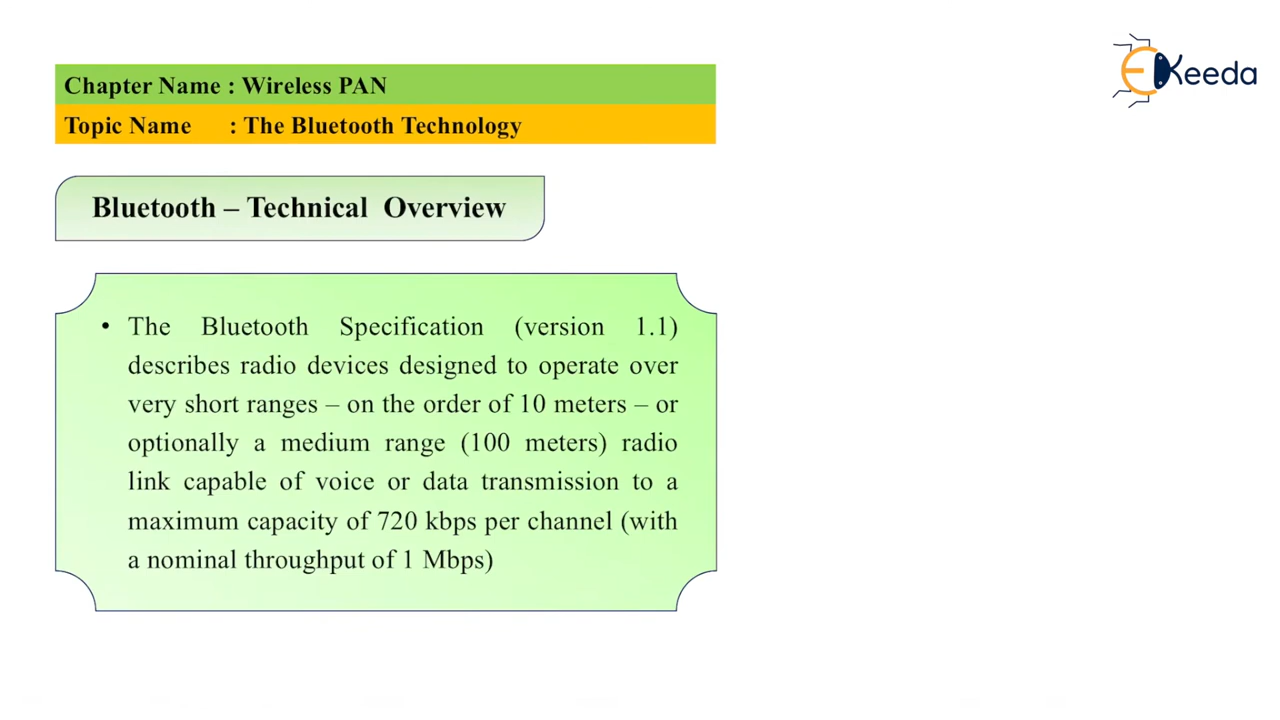 Chapter Name : Wireless PAN
Topic Name : The Bluetooth Technology
EKeeda
Bluetooth – Technical Overview
• The Bluetooth Specification (version 1.1)
describes radio devices designed to operate over
very short ranges – on the order of 10 meters – or
optionally a medium range (100 meters) radio
link capable of voice or data transmission to a
maximum capacity of 720 kbps per channel (with
a nominal throughput of 1 Mbps)